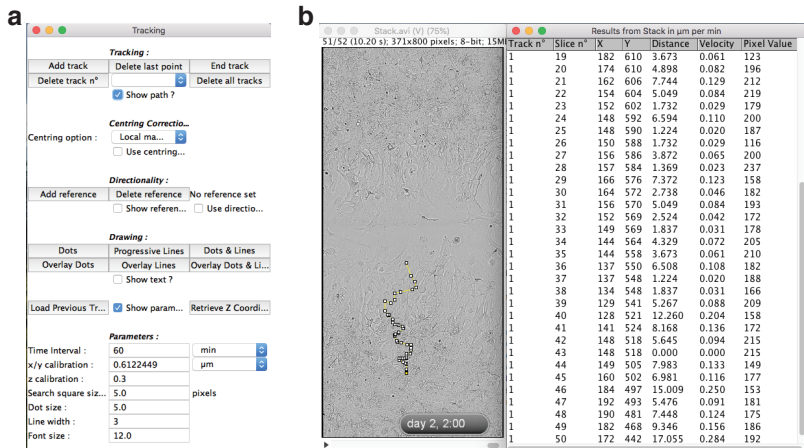 a
Tracking
Tracking :
Add track Delete last point End track
Delete track n° Delete all tracks
Show path ?
Centring Correctio...
Centring option : Local ma...
Use centring...
Directionality :
Add reference Delete reference No reference set
Show referen... Use directio...
Drawing :
Dots Progressive Lines Dots & Lines
Overlay Dots Overlay Lines Overlay Dots & Li...
Show text ?
Load Previous Tr... Show param... Retrieve Z Coordi...
Parameters :
Time Interval : 60 min
x/y calibration : 0.6122449 µm
z calibration : 0.3
Search square siz... 5.0 pixels
Dot size : 5.0
Line width : 3
Font size : 12.0
b
Stack.avi (V) (75%)
51/52 (10.20 s); 371x800 pixels; 8-bit; 15M
day 2, 2:00
Results from Stack in µm per min
Track n° Slice n° X Y Distance Velocity Pixel Value
1 19 182 610 3.673 0.061 123
1 20 174 610 4.898 0.082 196
1 21 162 606 7.744 0.129 212
1 22 154 604 5.049 0.084 219
1 23 152 602 1.732 0.029 179
1 24 148 592 6.594 0.110 200
1 25 148 590 1.224 0.020 187
1 26 150 588 1.732 0.029 116
1 27 156 586 3.872 0.065 200
1 28 157 584 1.369 0.023 237
1 29 166 576 7.372 0.123 158
1 30 164 572 2.738 0.046 182
1 31 156 570 5.049 0.084 193
1 32 152 569 2.524 0.042 172
1 33 149 569 1.837 0.031 178
1 34 144 564 4.329 0.072 205
1 35 144 558 3.673 0.061 210
1 36 137 550 6.508 0.108 182
1 37 137 548 1.224 0.020 188
1 38 134 548 1.837 0.031 166
1 39 129 541 5.267 0.088 209
1 40 128 521 12.260 0.204 158
1 41 141 524 8.168 0.136 172
1 42 148 518 5.645 0.094 215
1 43 148 518 0.000 0.000 215
1 44 149 505 7.983 0.133 149
1 45 160 502 6.981 0.116 177
1 46 184 497 15.009 0.250 153
1 47 192 493 5.476 0.091 181
1 48 190 481 7.448 0.124 175
1 49 182 468 9.346 0.156 186
1 50 172 442 17.055 0.284 192